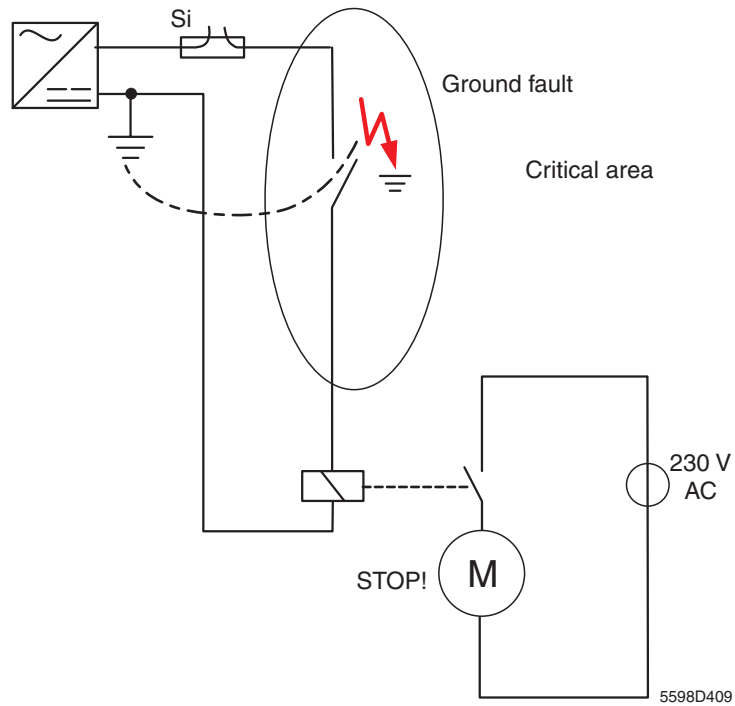 Si
Ground fault
Critical area
230 V
AC
STOP!
M
5598D409